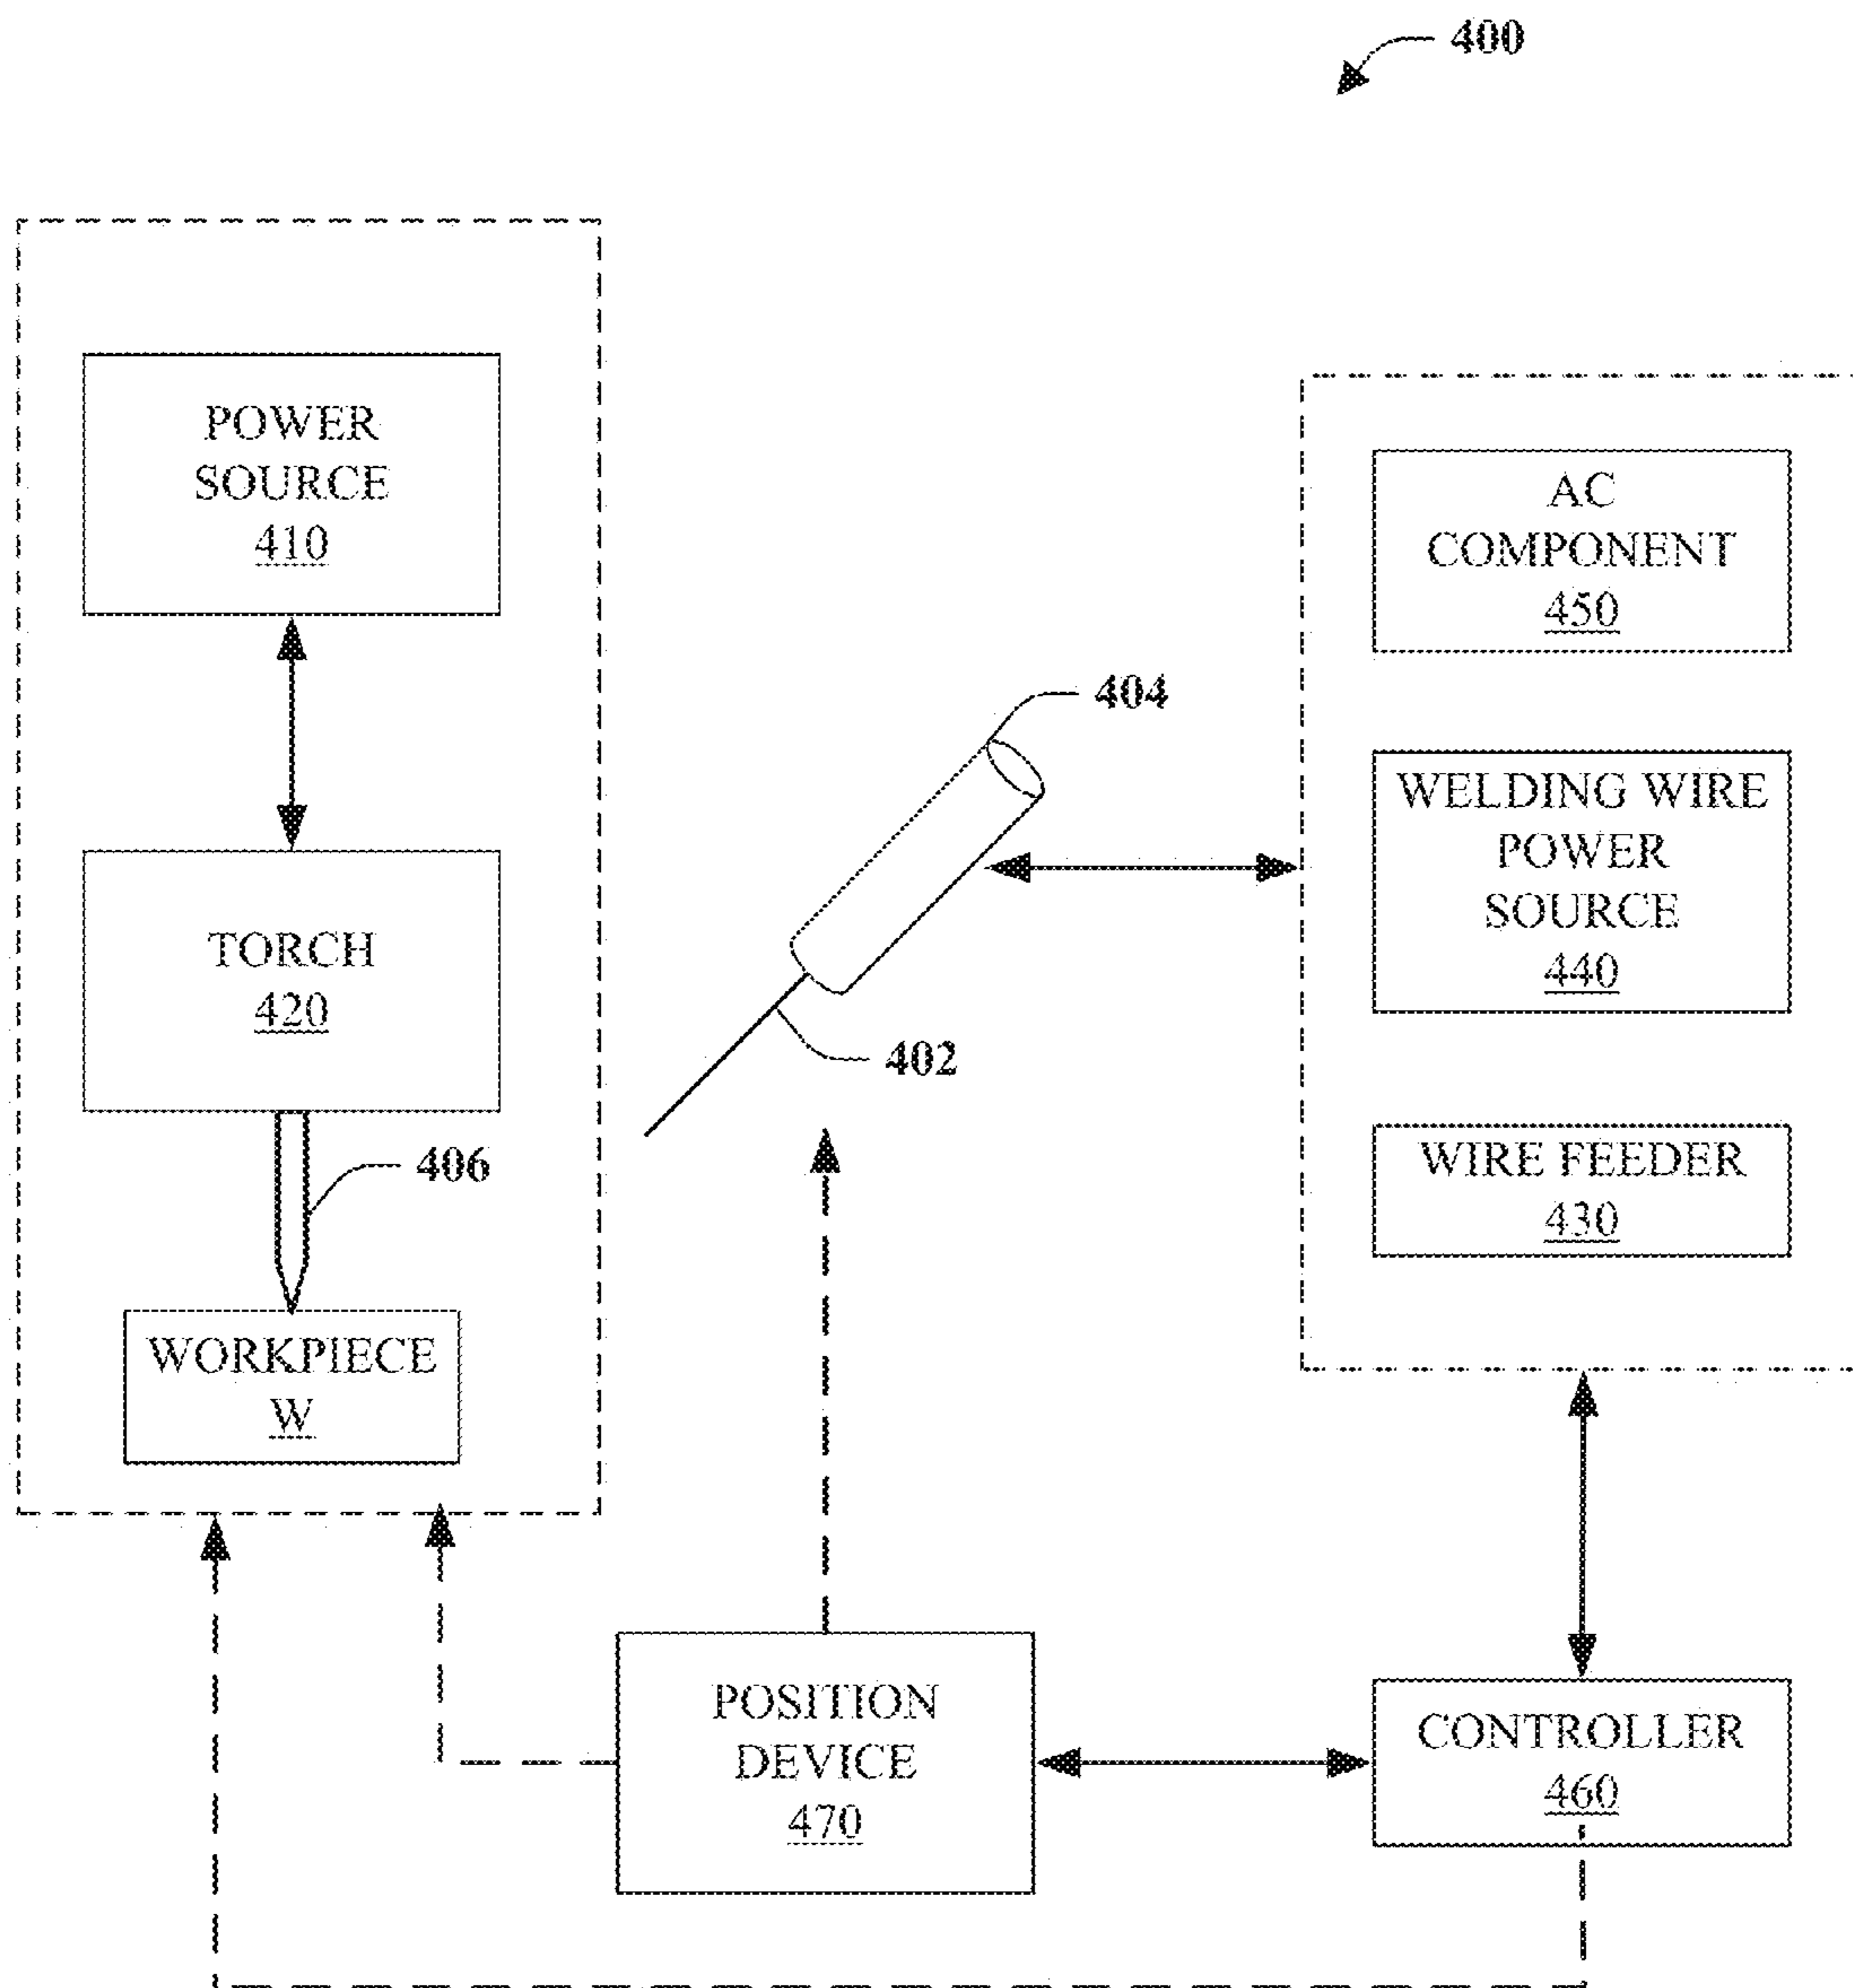 400
POWER
SOURCE
410
AC
COMPONENT
450
404
WELDING WIRE
POWER
SOURCE
440
TORCH
420
402
406
WIRE FEEDER
430
WORKPIECE
W
POSITION
DEVICE
470
CONTROLLER
460